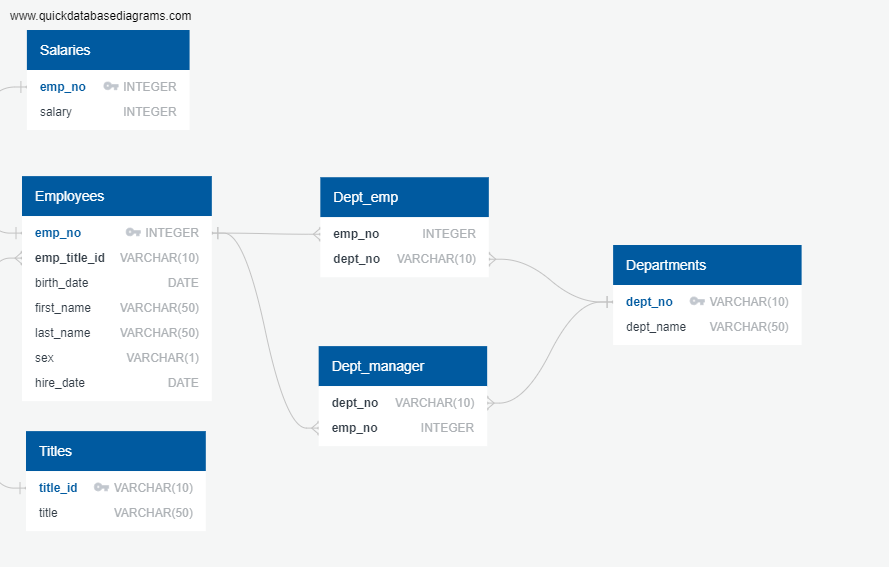 www.quickdatabasediagrams.com
Salaries
emp_no INTEGER
salary INTEGER
Employees
emp_no INTEGER
emp_title_id VARCHAR(10)
birth_date DATE
first_name VARCHAR(50)
last_name VARCHAR(50)
sex VARCHAR(1)
hire_date DATE
Titles
title_id VARCHAR(10)
title VARCHAR(50)
Dept_emp
emp_no INTEGER
dept_no VARCHAR(10)
Dept_manager
dept_no VARCHAR(10)
emp_no INTEGER
Departments
dept_no VARCHAR(10)
dept_name VARCHAR(50)